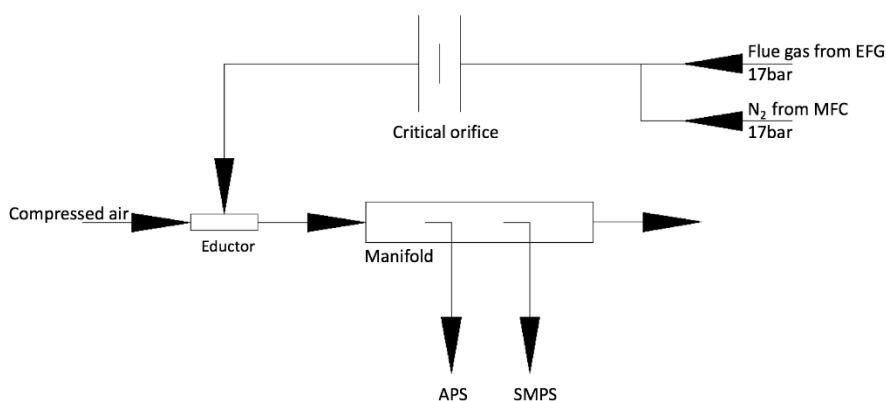 Flue gas from EFG
17bar
N₂ from MFC
17bar
Critical orifice
Compressed air
Eductor
Manifold
APS
SMPS